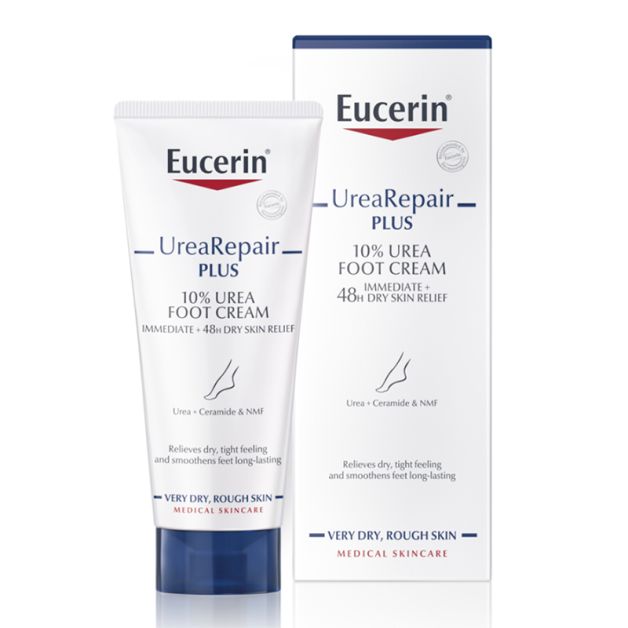 Eucerin®
UreaRepair
PLUS
10% UREA
FOOT CREAM
IMMEDIATE + 48H DRY SKIN RELIEF
Urea + Ceramide & NMF
Relieves dry, tight feeling
and smoothens feet long-lasting
VERY DRY, ROUGH SKIN
MEDICAL SKINCARE
Eucerin®
UreaRepair
PLUS
10% UREA
FOOT CREAM
IMMEDIATE +
48H DRY SKIN RELIEF
Urea + Ceramide & NMF
Relieves dry, tight feeling
and smoothens feet long-lasting
VERY DRY, ROUGH SKIN
MEDICAL SKINCARE